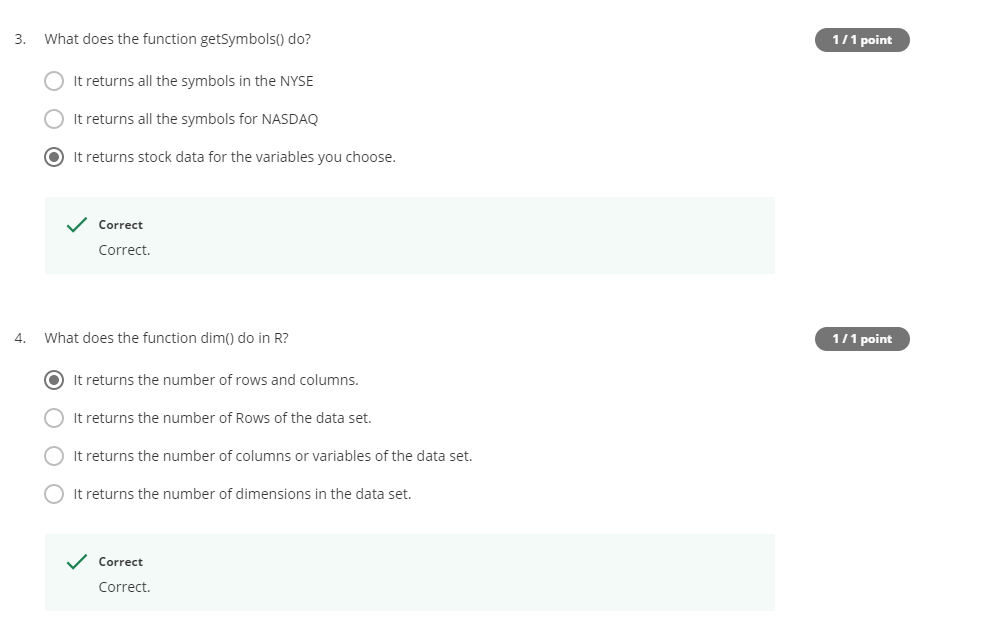 3. What does the function getSymbols() do?
1 / 1 point
It returns all the symbols in the NYSE
It returns all the symbols for NASDAQ
It returns stock data for the variables you choose.
Correct
Correct.
4. What does the function dim() do in R?
1 / 1 point
It returns the number of rows and columns.
It returns the number of Rows of the data set.
It returns the number of columns or variables of the data set.
It returns the number of dimensions in the data set.
Correct
Correct.